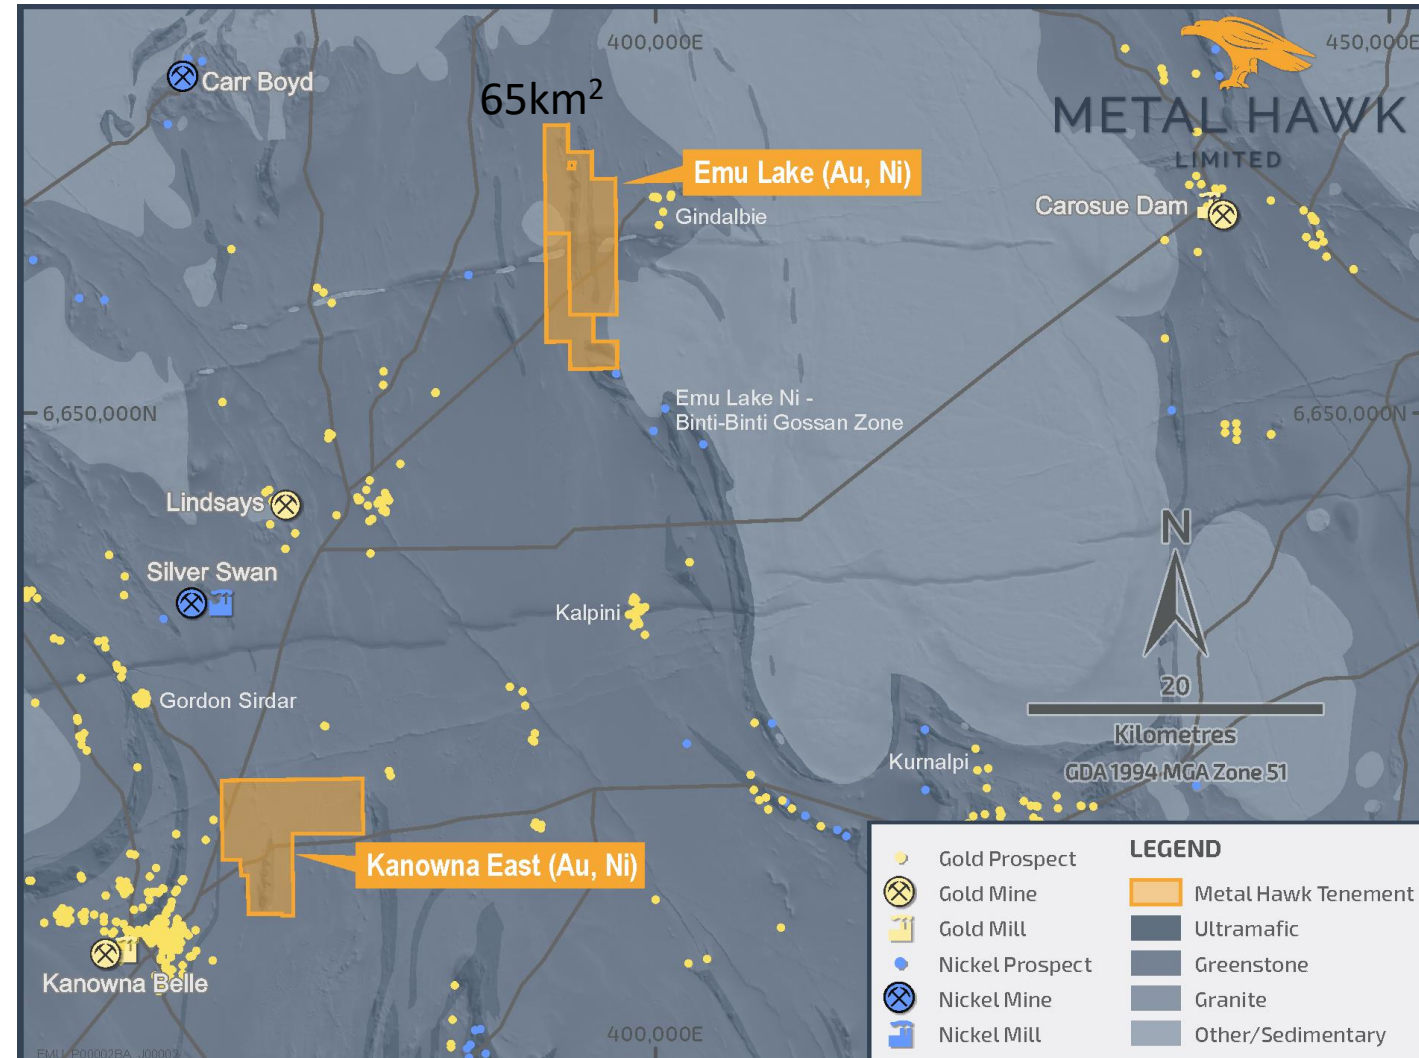 400,000E
450,000E
Carr Boyd
65km²
METAL HAWK
LIMITED
Emu Lake (Au, Ni)
Carosue Dam
Gindalbie
Emu Lake Ni -
Binti-Binti Gossan Zone
6,650,000N
6,650,000N
Lindsays
N
Silver Swan
Kalpini
Gordon Sirdar
20
Kilometres
GDA 1994 MGA Zone 51
Kurnalpi
Kanowna East (Au, Ni)
Kanowna Belle
400,000E
LEGEND
Gold Prospect
Gold Mine
Gold Mill
Nickel Prospect
Nickel Mine
Nickel Mill
Metal Hawk Tenement
Ultramafic
Greenstone
Granite
Other/Sedimentary